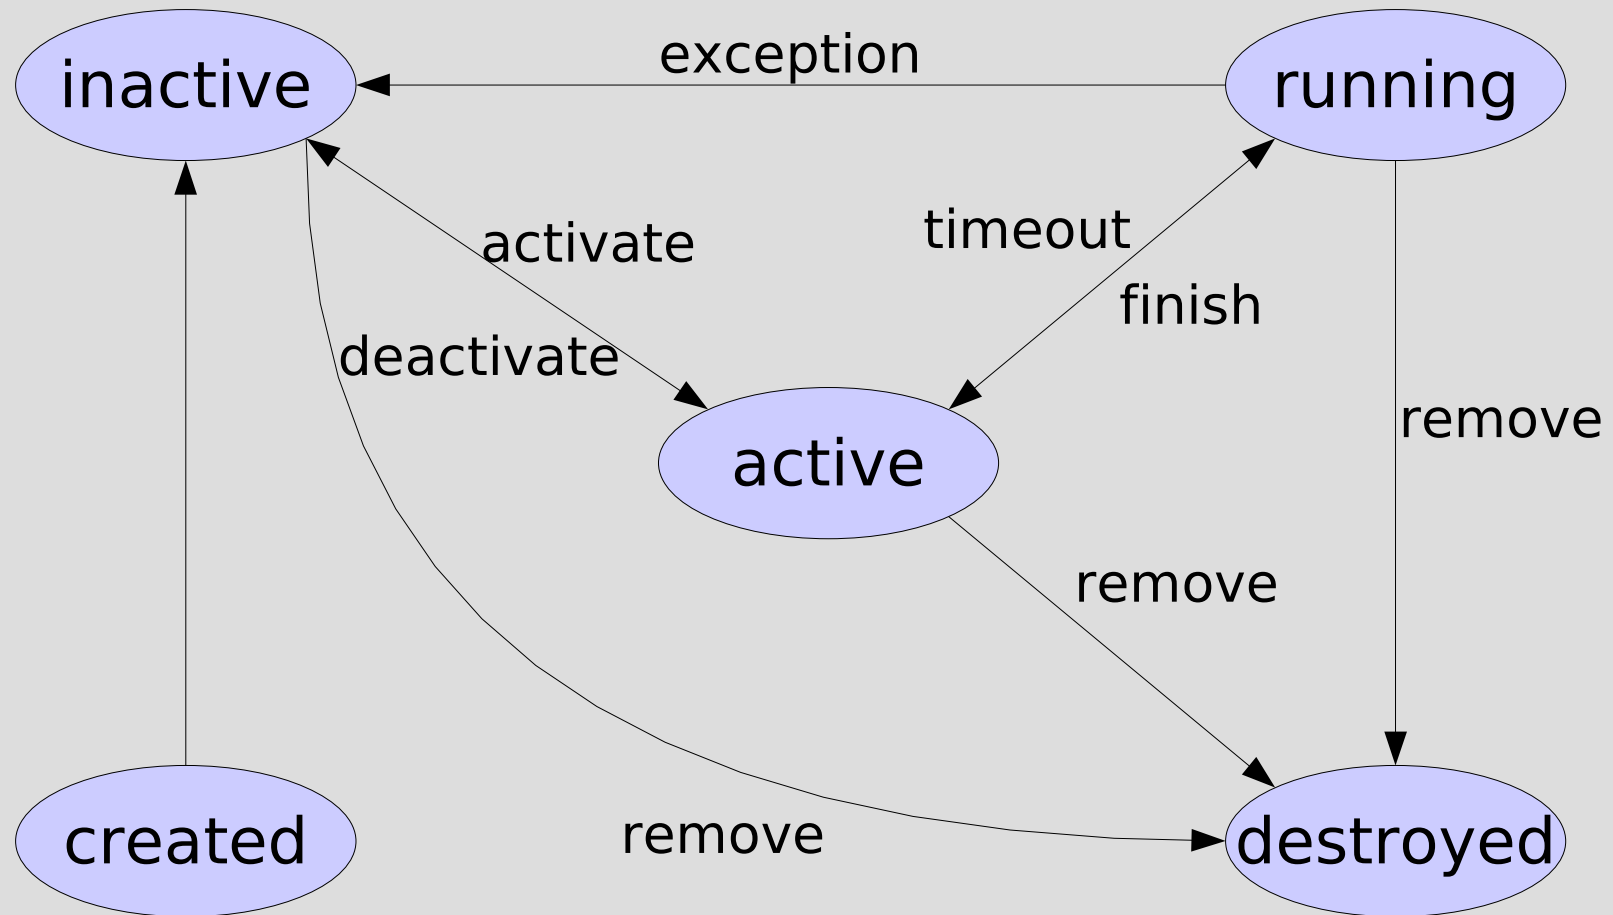 inactive
exception
running
activate
timeout
finish
deactivate
remove
active
remove
remove
created
destroyed